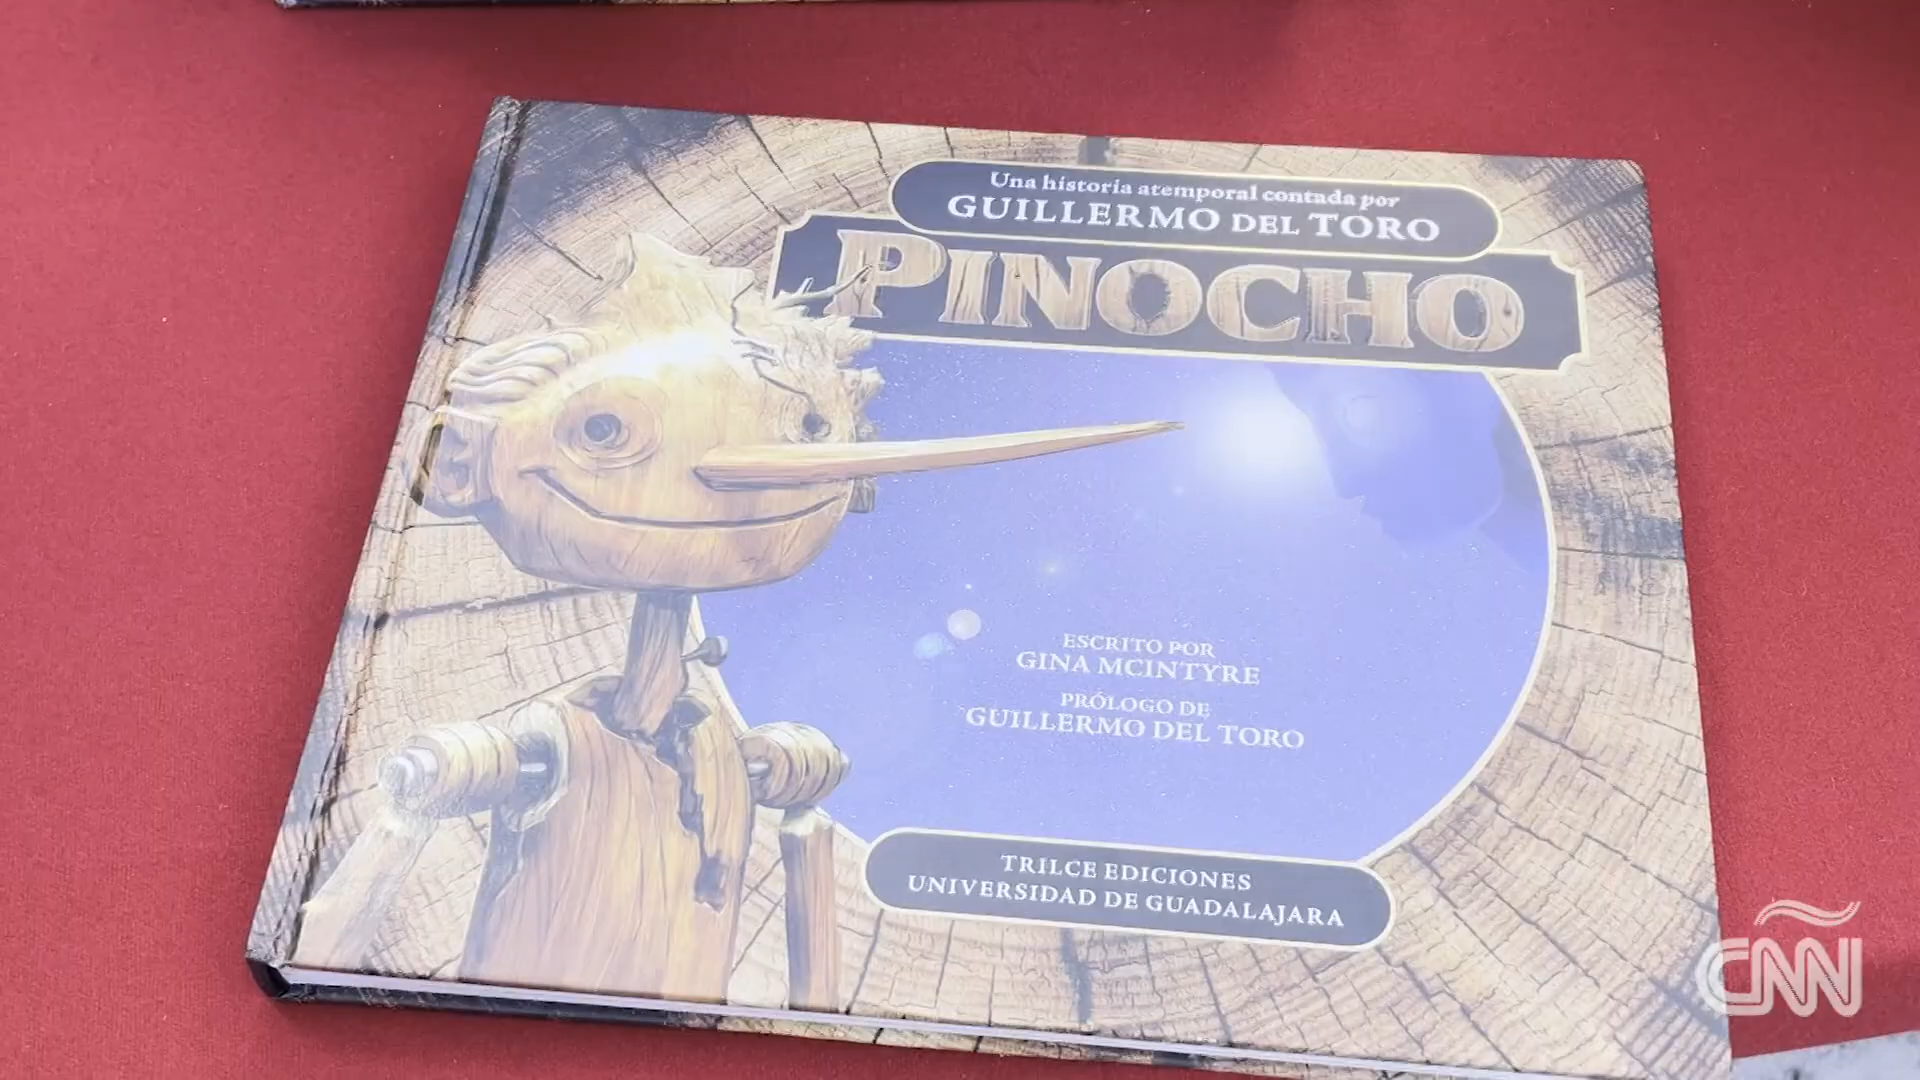 Una historia atemporal contada por
GUILLERMO DEL TORO
PINOCHO
ESCRITO POR
GINA MCINTYRE
PRÓLOGO DE
GUILLERMO DEL TORO
TRILCE EDICIONES
UNIVERSIDAD DE GUADALAJARA
CNN